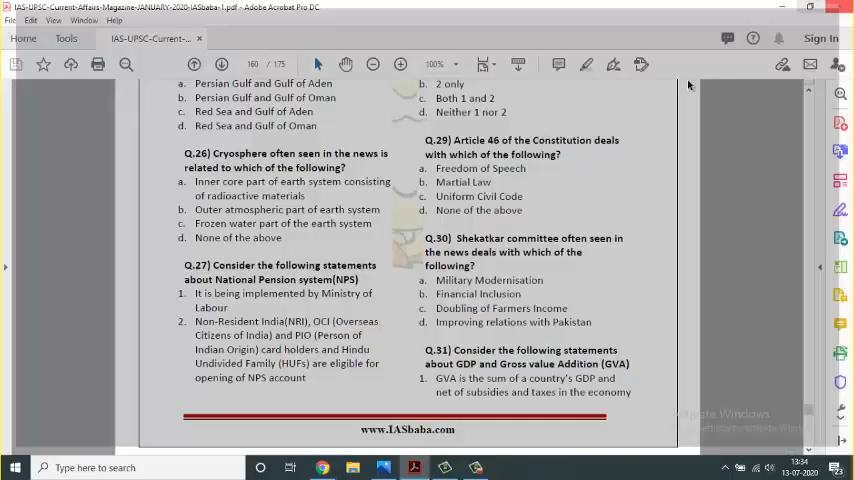 IAS-UPSC-Current-Affairs-Magazine-JANUARY-2020-IASbaba-1.pdf - Adobe Acrobat Pro DC
File Edit View Window Help
Home Tools IAS-UPSC-Current-... × Sign In
160 / 175 100%
a. Persian Gulf and Gulf of Aden
b. Persian Gulf and Gulf of Oman
c. Red Sea and Gulf of Aden
d. Red Sea and Gulf of Oman
Q.26) Cryosphere often seen in the news is
related to which of the following?
a. Inner core part of earth system consisting
of radioactive materials
b. Outer atmospheric part of earth system
c. Frozen water part of the earth system
d. None of the above
Q.27) Consider the following statements
about National Pension system(NPS)
1. It is being implemented by Ministry of
Labour
2. Non-Resident India(NRI), OCI (Overseas
Citizens of India) and PIO (Person of
Indian Origin) card holders and Hindu
Undivided Family (HUFs) are eligible for
opening of NPS account
b. 2 only
c. Both 1 and 2
d. Neither 1 nor 2
Q.29) Article 46 of the Constitution deals
with which of the following?
a. Freedom of Speech
b. Martial Law
c. Uniform Civil Code
d. None of the above
Q.30) Shekatkar committee often seen in
the news deals with which of the
following?
a. Military Modernisation
b. Financial Inclusion
c. Doubling of Farmers Income
d. Improving relations with Pakistan
Q.31) Consider the following statements
about GDP and Gross value Addition (GVA)
1. GVA is the sum of a country's GDP and
net of subsidies and taxes in the economy
www.IASbaba.com
Windows
Type here to search
13:34
13-07-2020
23